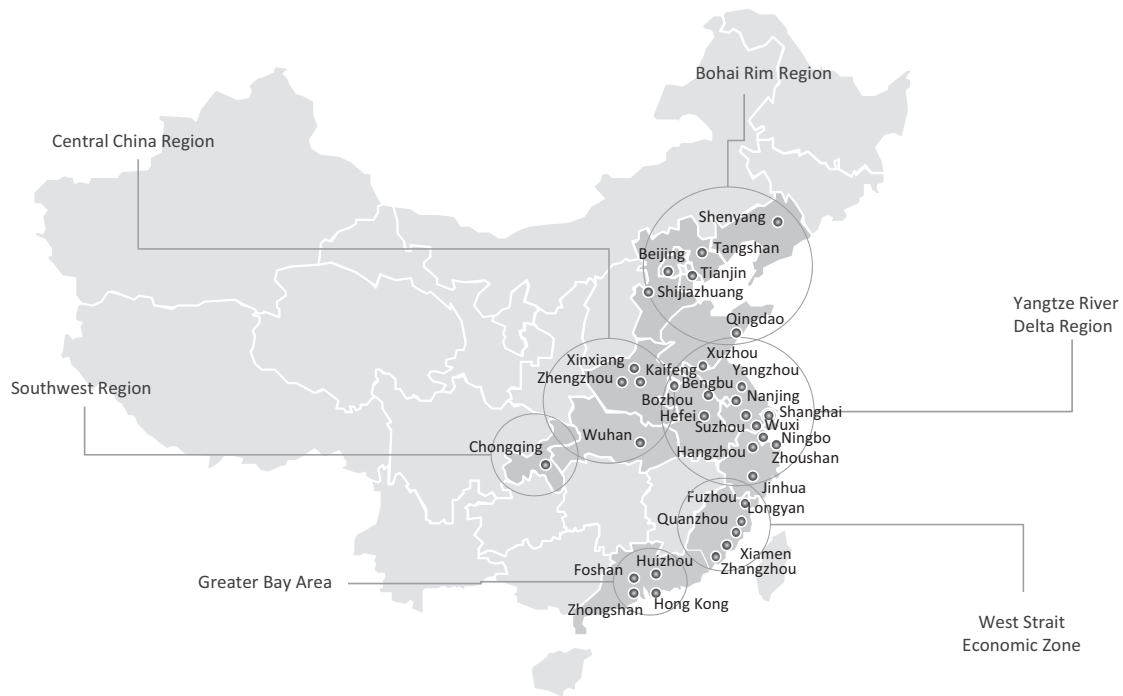 Bohai Rim Region
Central China Region
Shenyang
Tangshan
Beijing
Tianjin
Shijiazhuang
Yangtze River
Delta Region
Qingdao
Xuzhou
Xinxiang
Kaifeng
Yangzhou
Zhengzhou
Bengbu
Southwest Region
Bozhou
Nanjing
Hefei
Shanghai
Suzhou
Wuxi
Wuhan
Ningbo
Chongqing
Hangzhou
Zhoushan
Jinhua
Fuzhou
Longyan
Quanzhou
Xiamen
Huizhou
Foshan
Zhangzhou
Greater Bay Area
Zhongshan
Hong Kong
West Strait
Economic Zone